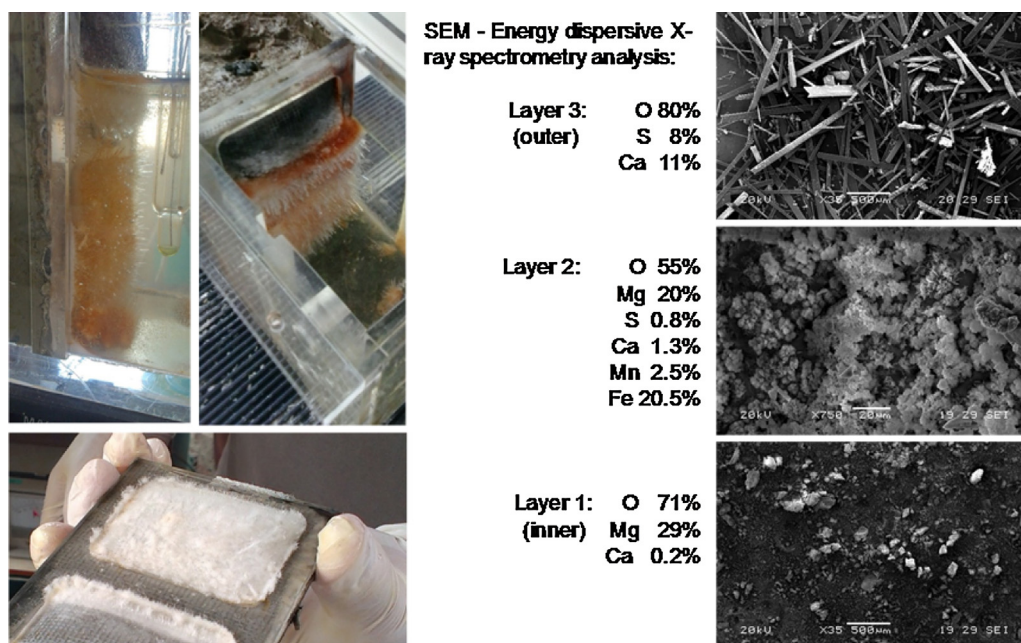 SEM - Energy dispersive X-
ray spectrometry analysis:
Layer 3: O 80%
(outer) S 8%
Ca 11%
20kV X35 500µm 20 29 SEI
Layer 2: O 55%
Mg 20%
S 0.8%
Ca 1.3%
Mn 2.5%
Fe 20.5%
20kV X750 20µm 19 29 SEI
Layer 1: O 71%
(inner) Mg 29%
Ca 0.2%
20kV X35 500µm 19 29 SEI